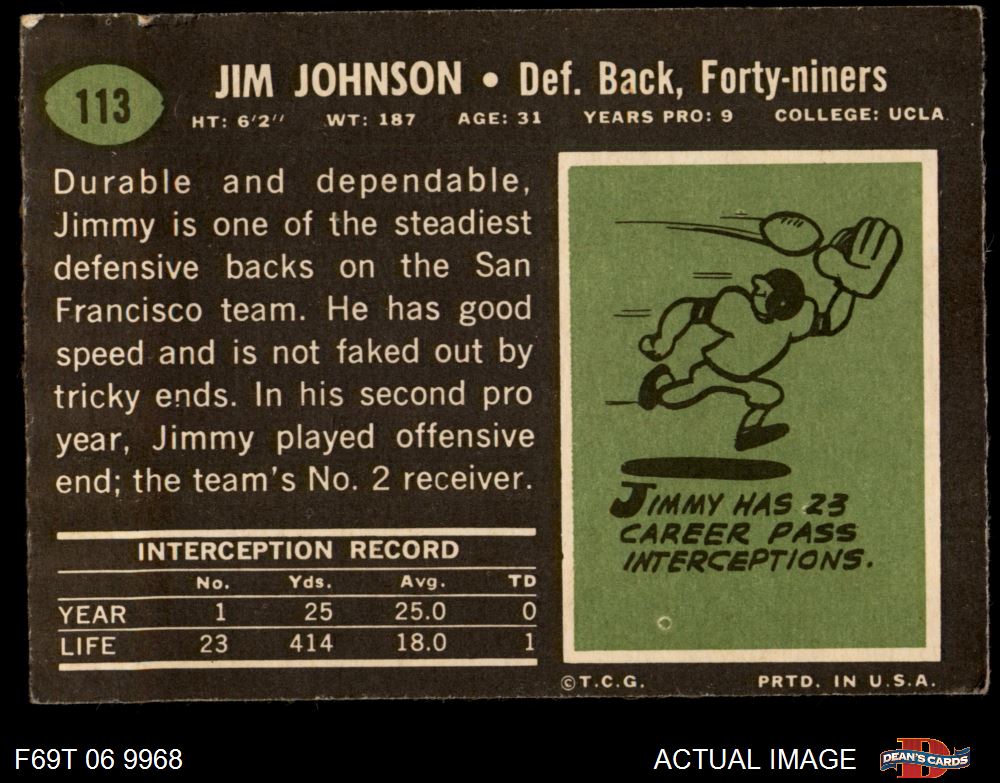 113
JIM JOHNSON • Def. Back, Forty-niners
HT: 6'2" WT: 187 AGE: 31 YEARS PRO: 9 COLLEGE: UCLA
Durable and dependable,
Jimmy is one of the steadiest
defensive backs on the San
Francisco team. He has good
speed and is not faked out by
tricky ends. In his second pro
year, Jimmy played offensive
end; the team's No. 2 receiver.
INTERCEPTION RECORD
No. Yds. Avg. TD
YEAR 1 25 25.0 0
LIFE 23 414 18.0 1
JIMMY HAS 23
CAREER PASS
INTERCEPTIONS.
©T.C.G. PRTD. IN U.S.A.
F69T 06 9968
ACTUAL IMAGE
D
DEAN'S CARDS